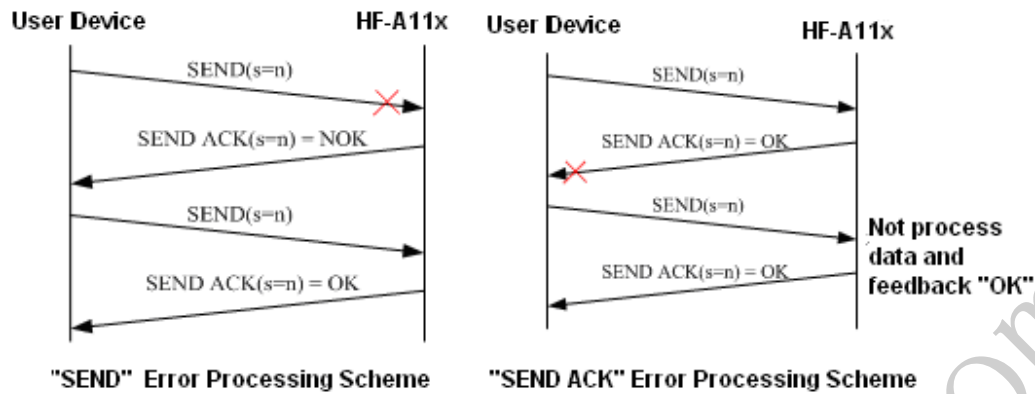 User Device
HF-A11x
SEND(s=n)
SEND ACK(s=n) = NOK
SEND(s=n)
SEND ACK(s=n) = OK
"SEND" Error Processing Scheme
User Device
HF-A11x
SEND(s=n)
SEND ACK(s=n) = OK
SEND(s=n)
SEND ACK(s=n) = OK
Not process
data and
feedback "OK"
"SEND ACK" Error Processing Scheme